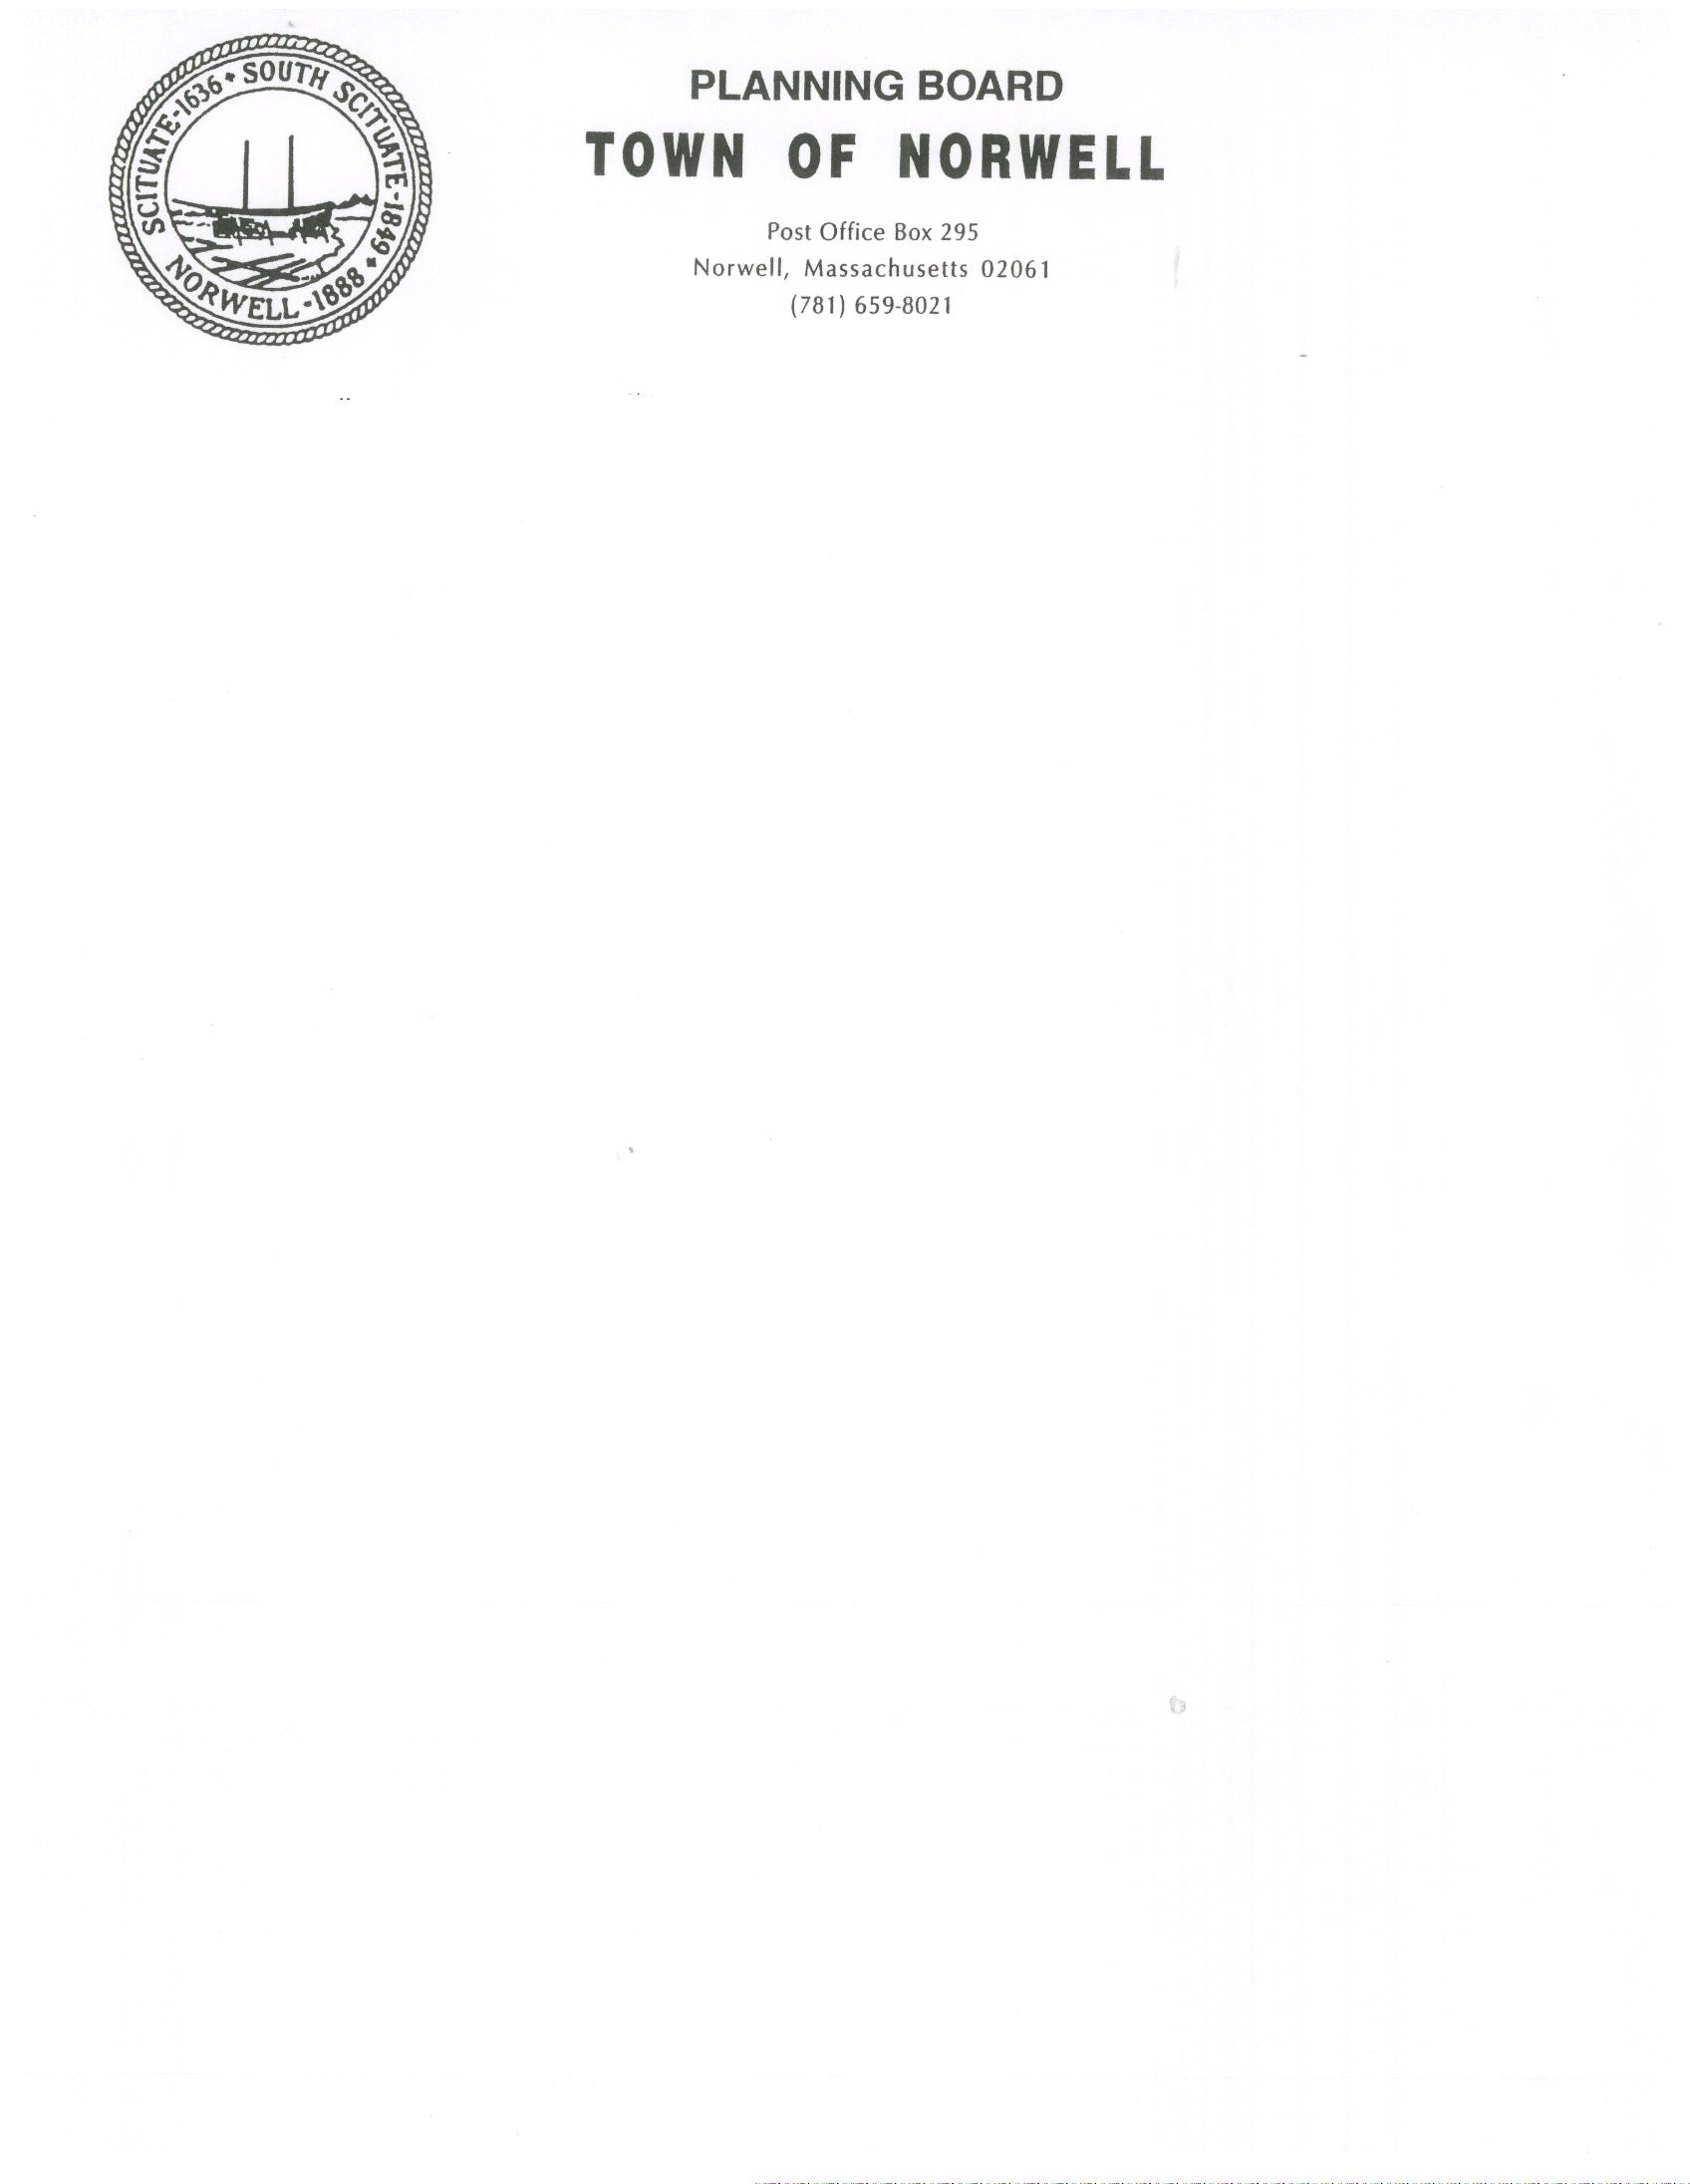 SCITUATE-1636 • SOUTH SCITUATE-1849 •
NORWELL-1888
PLANNING BOARD
TOWN OF NORWELL
Post Office Box 295
Norwell, Massachusetts 02061
(781) 659-8021